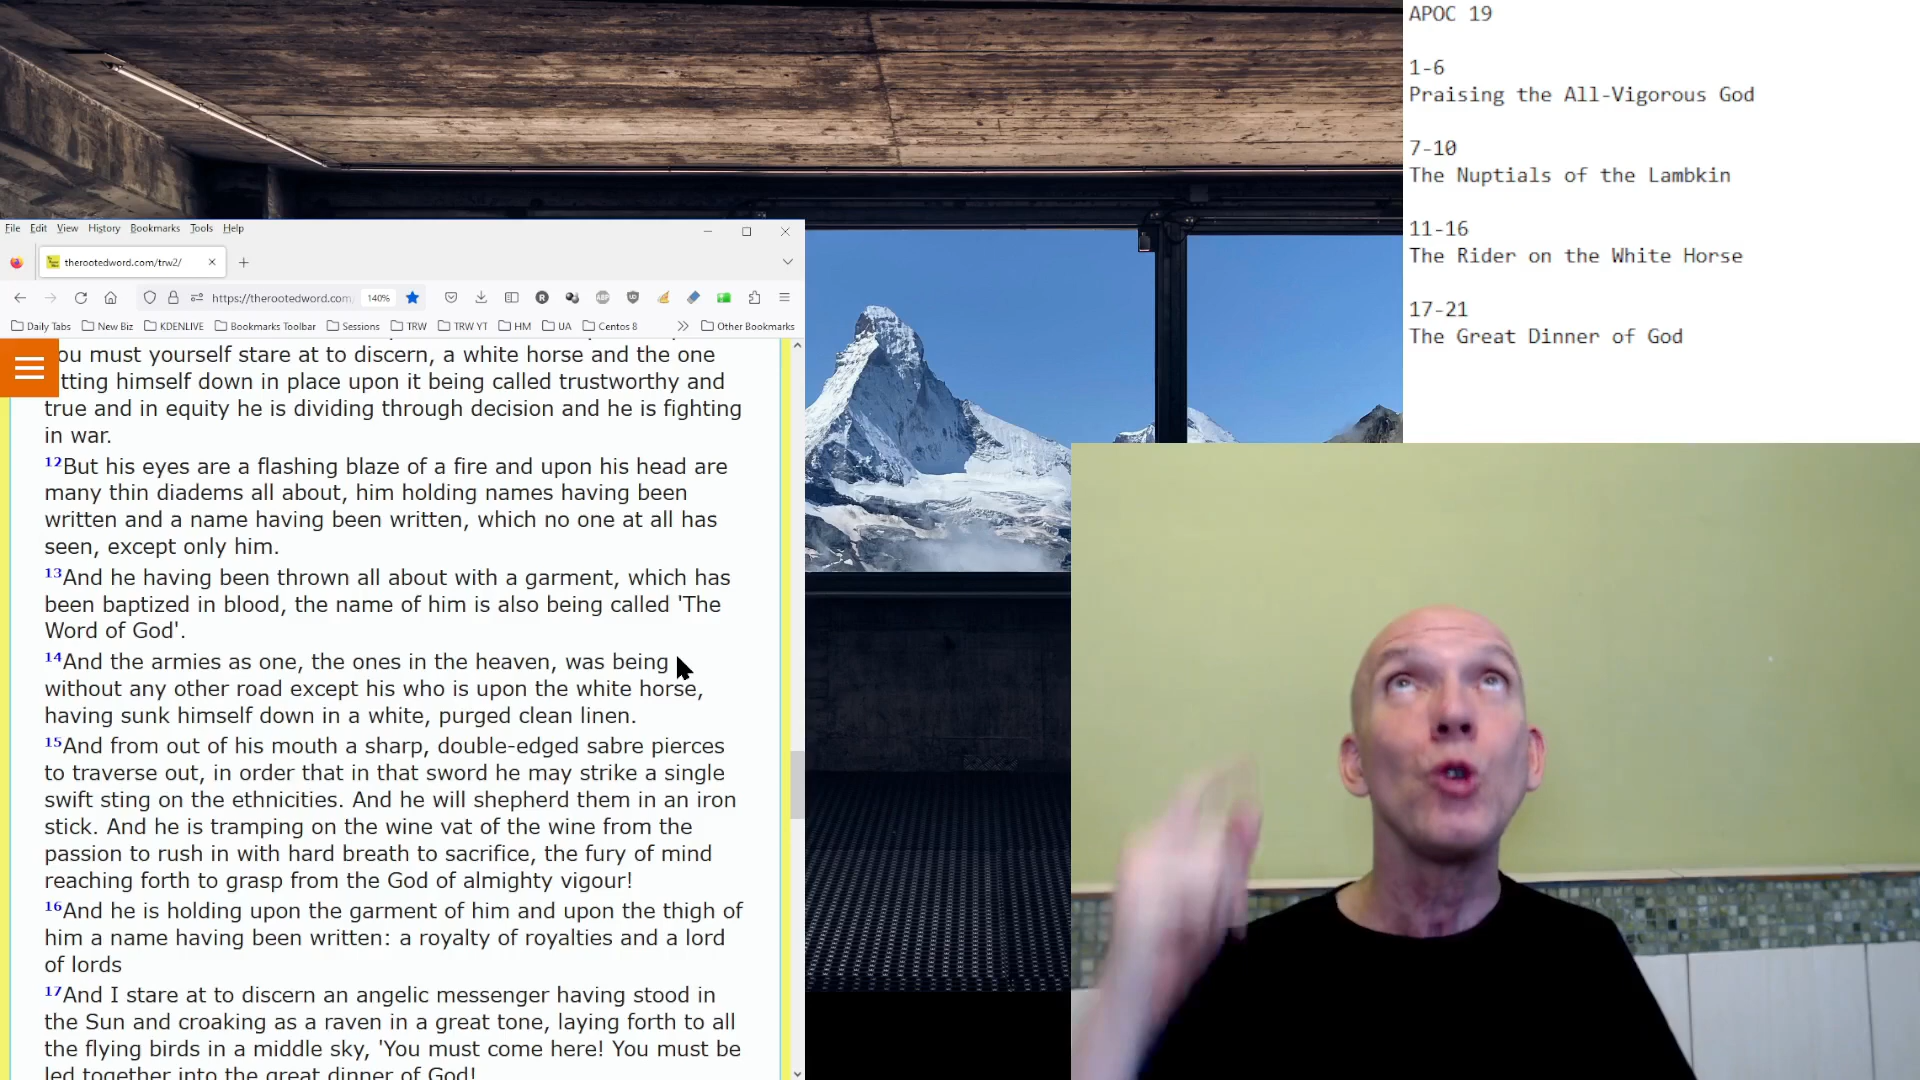 APOC 19
1-6
Praising the All-Vigorous God
7-10
The Nuptials of the Lambkin
11-16
The Rider on the White Horse
17-21
The Great Dinner of God
File Edit View History Bookmarks Tools Help
therootedword.com/trw2/
https://therootedword.com 140%
Daily Tabs New Biz KDENLIVE Bookmarks Toolbar Sessions TRW TRW YT HM UA Centos 8 Other Bookmarks
ou must yourself stare at to discern, a white horse and the one
tting himself down in place upon it being called trustworthy and
true and in equity he is dividing through decision and he is fighting
in war.
12But his eyes are a flashing blaze of a fire and upon his head are
many thin diadems all about, him holding names having been
written and a name having been written, which no one at all has
seen, except only him.
13And he having been thrown all about with a garment, which has
been baptized in blood, the name of him is also being called 'The
Word of God'.
14And the armies as one, the ones in the heaven, was being
without any other road except his who is upon the white horse,
having sunk himself down in a white, purged clean linen.
15And from out of his mouth a sharp, double-edged sabre pierces
to traverse out, in order that in that sword he may strike a single
swift sting on the ethnicities. And he will shepherd them in an iron
stick. And he is tramping on the wine vat of the wine from the
passion to rush in with hard breath to sacrifice, the fury of mind
reaching forth to grasp from the God of almighty vigour!
16And he is holding upon the garment of him and upon the thigh of
him a name having been written: a royalty of royalties and a lord
of lords
17And I stare at to discern an angelic messenger having stood in
the Sun and croaking as a raven in a great tone, laying forth to all
the flying birds in a middle sky, 'You must come here! You must be
led together into the great dinner of God!